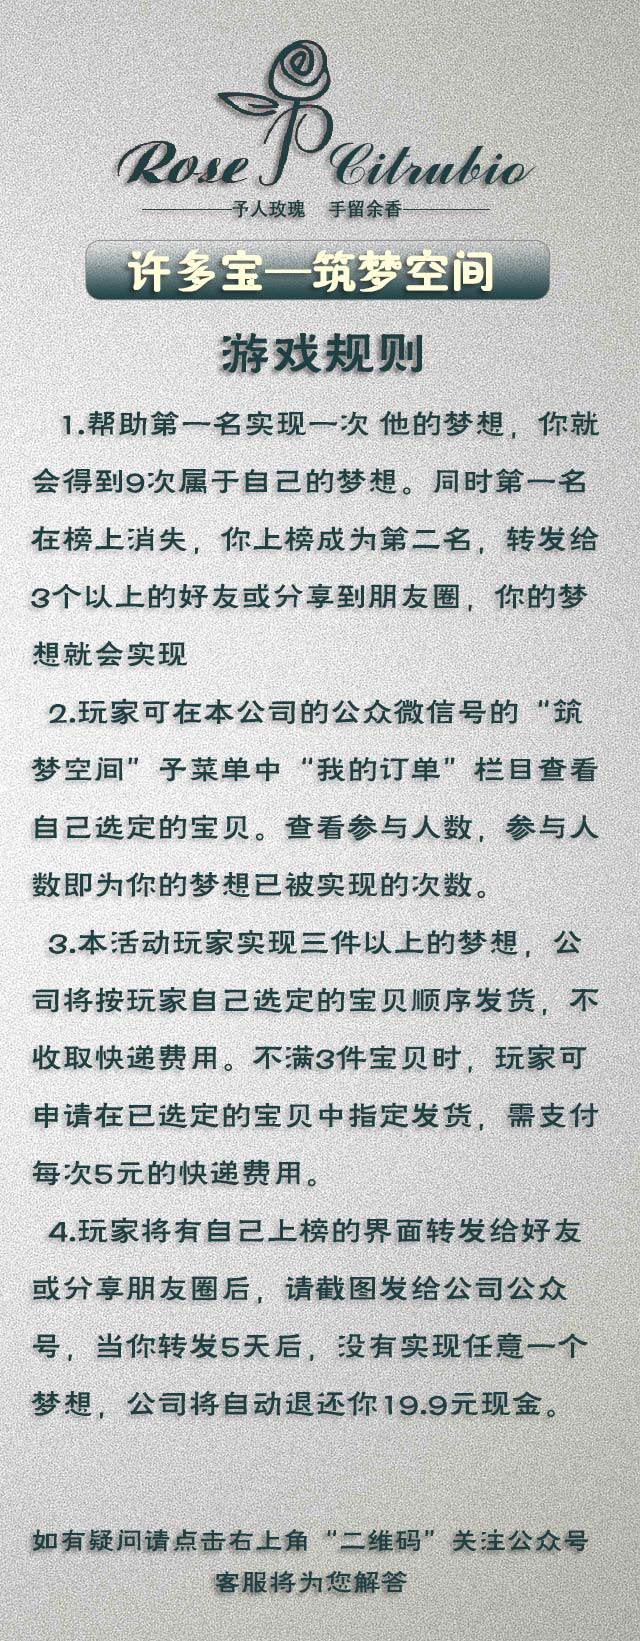 Rose Citrubio
予人玫瑰 手留余香
许多宝—筑梦空间
游戏规则
1.帮助第一名实现一次 他的梦想，你就
会得到9次属于自己的梦想。同时第一名
在榜上消失，你上榜成为第二名，转发给
3个以上的好友或分享到朋友圈，你的梦
想就会实现
2.玩家可在本公司的公众微信号的“筑
梦空间”子菜单中“我的订单”栏目查看
自己选定的宝贝。查看参与人数，参与人
数即为你的梦想已被实现的次数。
3.本活动玩家实现三件以上的梦想，公
司将按玩家自己选定的宝贝顺序发货，不
收取快递费用。不满3件宝贝时，玩家可
申请在已选定的宝贝中指定发货，需支付
每次5元的快递费用。
4.玩家将有自己上榜的界面转发给好友
或分享朋友圈后，请截图发给公司公众
号，当你转发5天后，没有实现任意一个
梦想，公司将自动退还你19.9元现金。
如有疑问请点击右上角“二维码”关注公众号
客服将为您解答